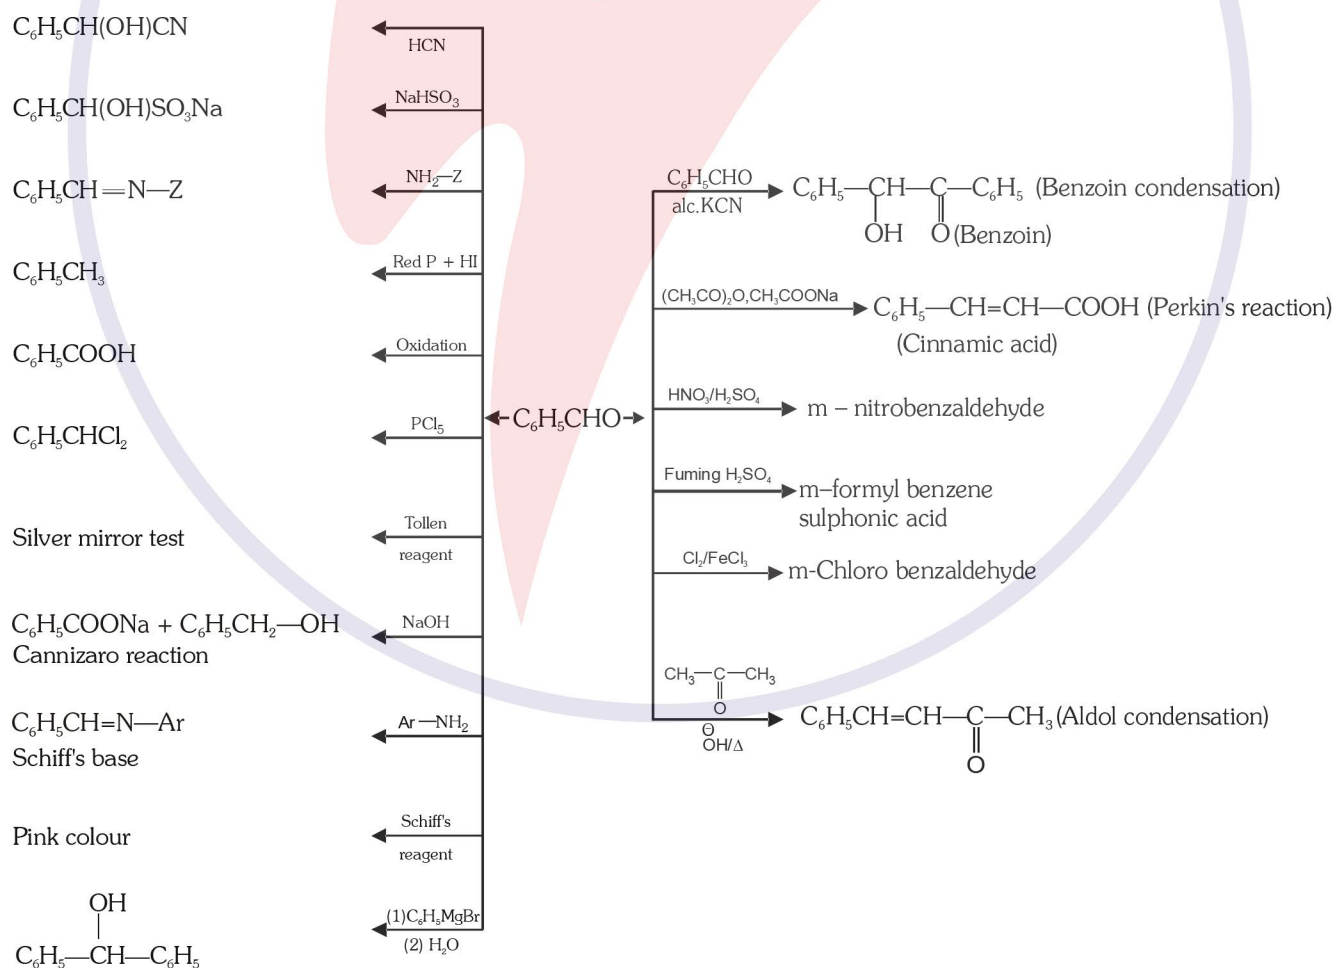 C₆H₅CH(OH)CN
HCN
C₆H₅CH(OH)SO₃Na
NaHSO₃
C₆H₅CH=N—Z
NH₂—Z
C₆H₅CH₃
Red P + HI
C₆H₅COOH
Oxidation
C₆H₅CHCl₂
PCl₅
Silver mirror test
Tollen
reagent
C₆H₅COONa + C₆H₅CH₂—OH
Cannizaro reaction
NaOH
C₆H₅CH=N—Ar
Schiff's base
Ar—NH₂
Pink colour
Schiff's
reagent
OH
C₆H₅—CH—C₆H₅
(1)C₆H₅MgBr
(2) H₂O
C₆H₅CHO
C₆H₅CHO
alc.KCN
C₆H₅—CH—C—C₆H₅ (Benzoin condensation)
OH O (Benzoin)
(CH₃CO)₂O,CH₃COONa
C₆H₅—CH=CH—COOH (Perkin's reaction)
(Cinnamic acid)
HNO₃/H₂SO₄
m – nitrobenzaldehyde
Fuming H₂SO₄
m–formyl benzene
sulphonic acid
Cl₂/FeCl₃
m-Chloro benzaldehyde
CH₃—C—CH₃
O
⊖
OH/Δ
C₆H₅CH=CH—C—CH₃ (Aldol condensation)
O